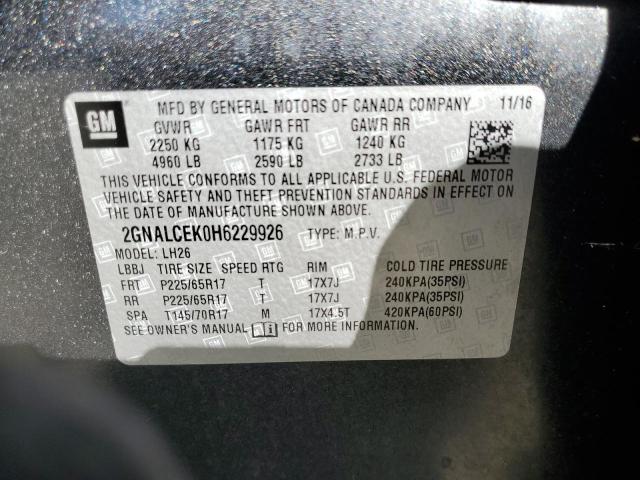 GM MFD BY GENERAL MOTORS OF CANADA COMPANY 11/16
GVWR GAWR FRT GAWR RR
2250 KG 1175 KG 1240 KG
4960 LB 2590 LB 2733 LB
THIS VEHICLE CONFORMS TO ALL APPLICABLE U.S. FEDERAL MOTOR
VEHICLE SAFETY AND THEFT PREVENTION STANDARDS IN EFFECT ON
THE DATE OF MANUFACTURE SHOWN ABOVE.
2GNALCEK0H6229926 TYPE: M.P.V.
MODEL: LH26
LBBJ TIRE SIZE SPEED RTG RIM COLD TIRE PRESSURE
FRT P225/65R17 T 17X7J 240KPA(35PSI)
RR P225/65R17 T 17X7J 240KPA(35PSI)
SPA T145/70R17 M 17X4.5T 420KPA(60PSI)
SEE OWNER'S MANUAL i FOR MORE INFORMATION